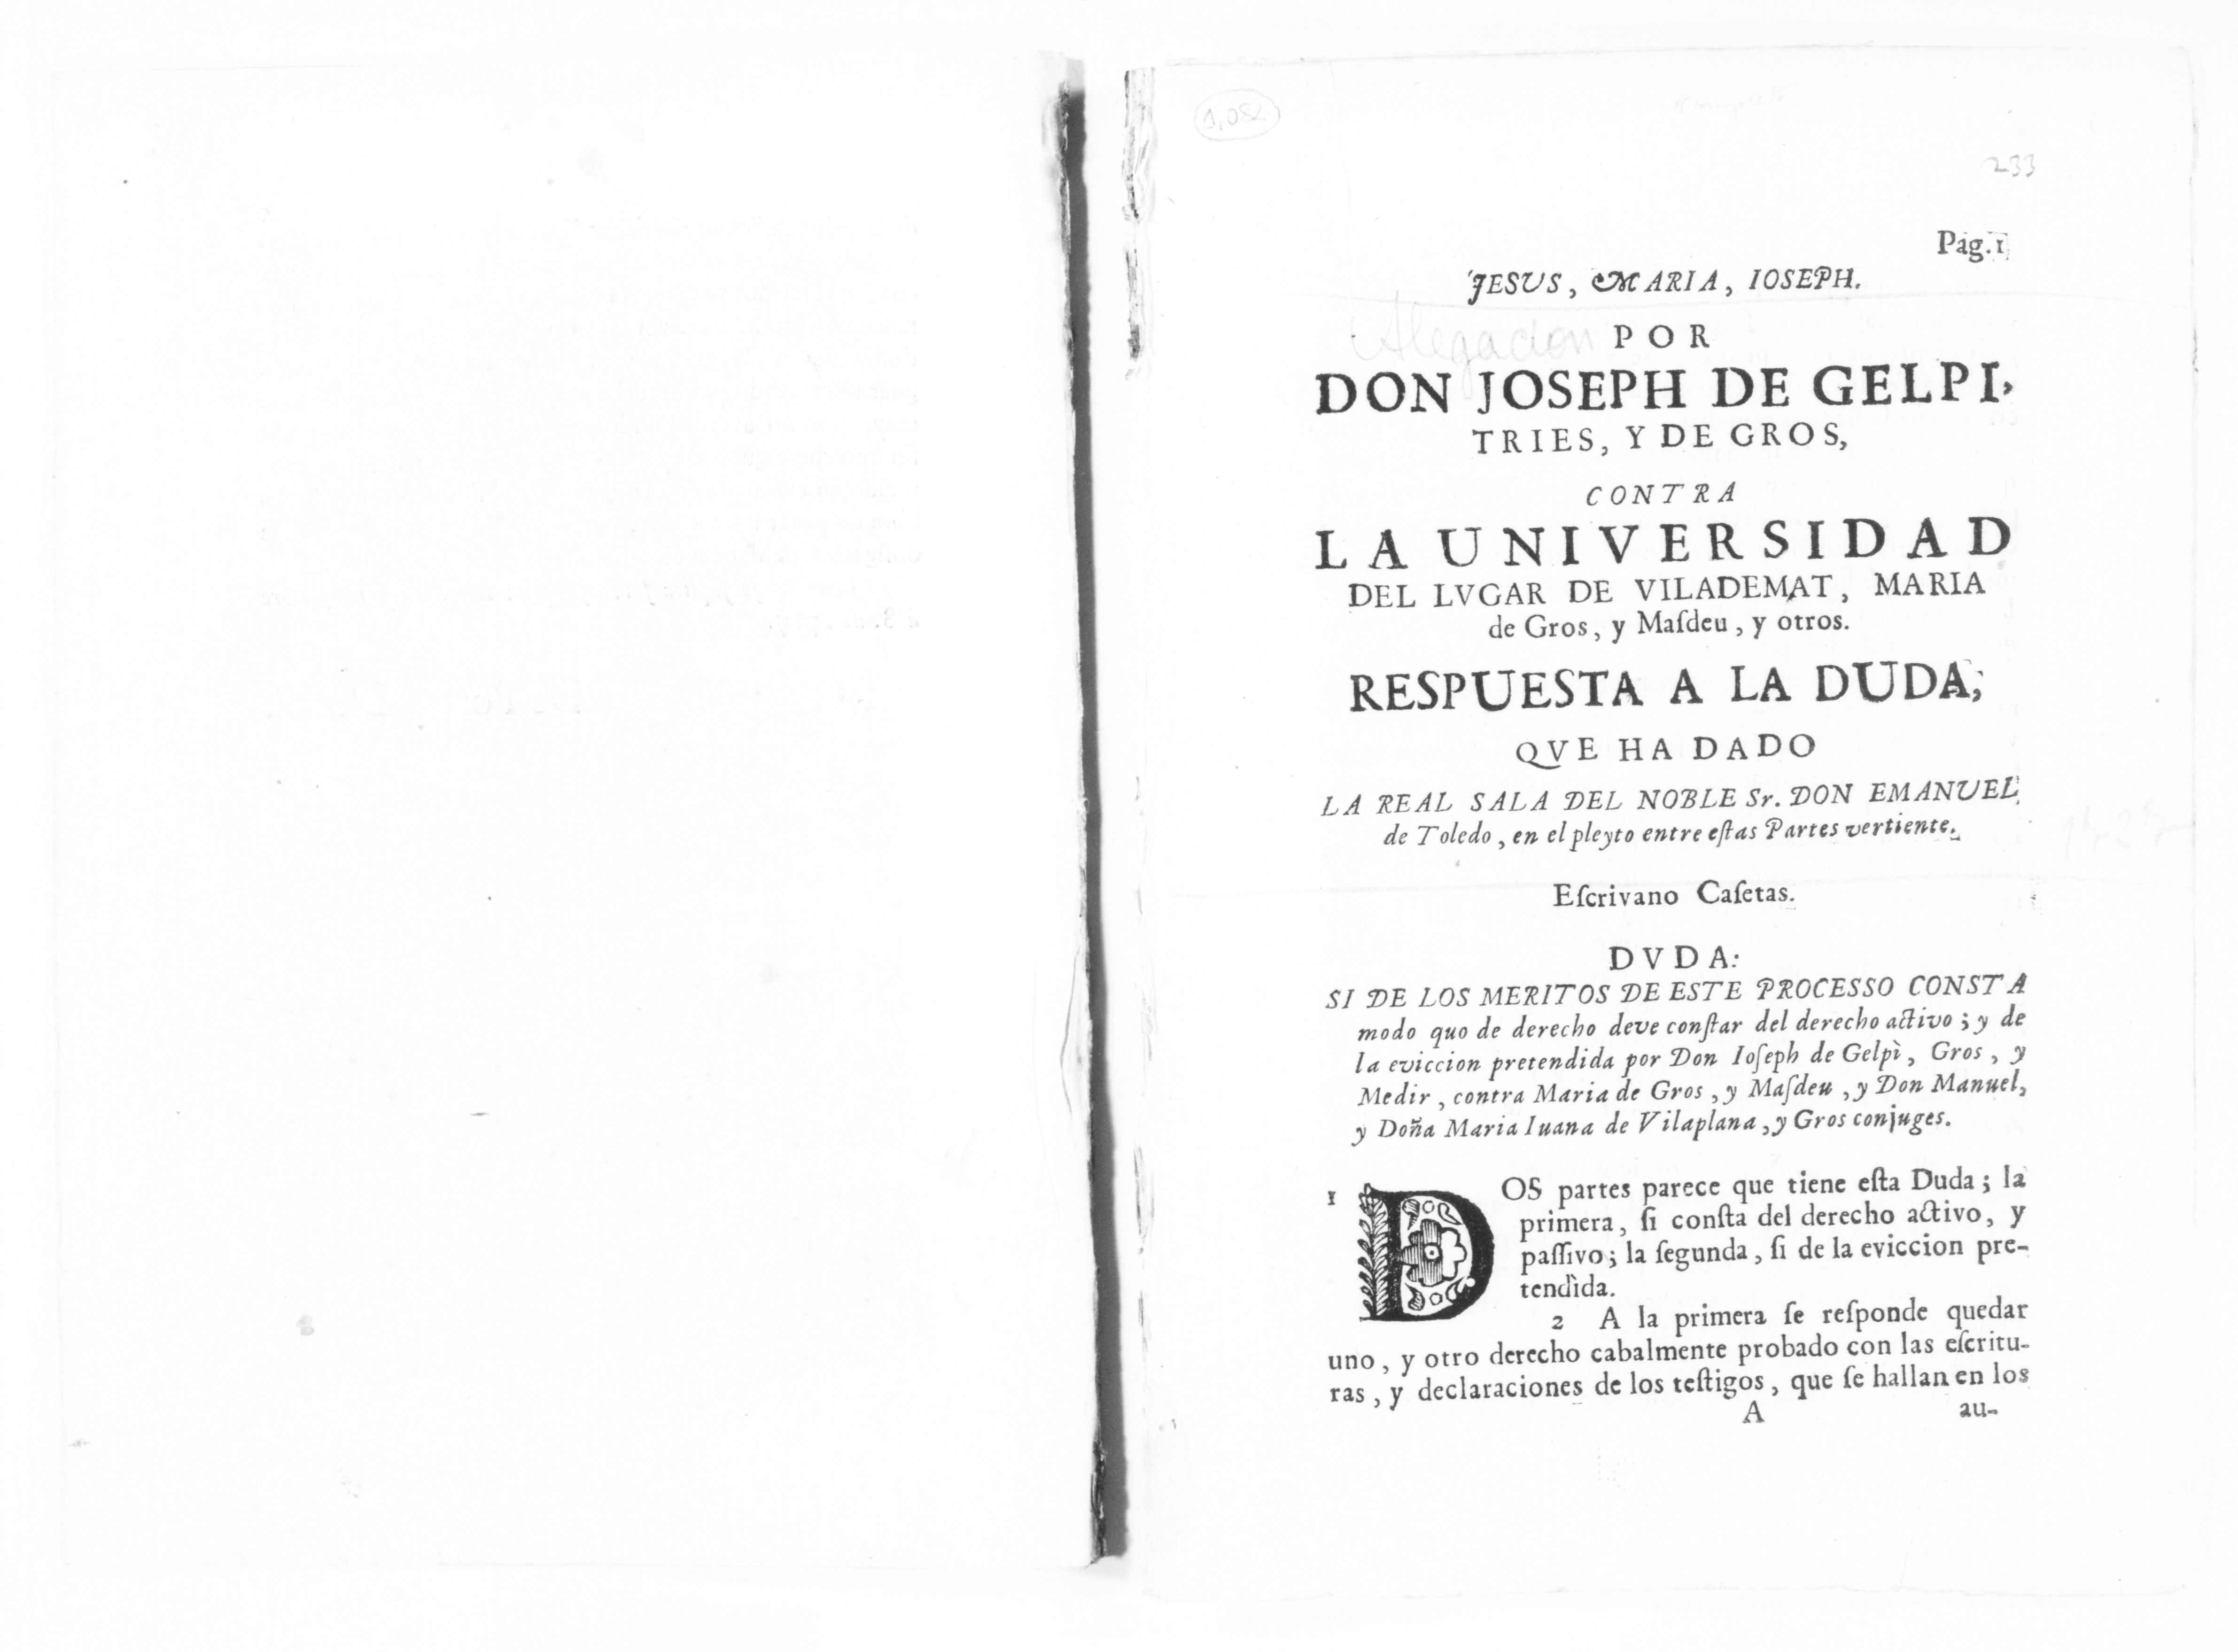 1,082
233
Pag. 1
JESUS, MARIA, IOSEPH.
Alegacion
POR
DON JOSEPH DE GELPI,
TRIES, Y DE GROS,
CONTRA
LA UNIVERSIDAD
DEL LVGAR DE VILADEMAT, MARIA
de Gros, y Maſdeu, y otros.
RESPUESTA A LA DUDA,
QVE HA DADO
LA REAL SALA DEL NOBLE Sr. DON EMANUEL
de Toledo, en el pleyto entre eſtas Partes vertiente.
Eſcrivano Caſetas.
DVDA:
SI DE LOS MERITOS DE ESTE PROCESSO CONSTA
modo quo de derecho deve conſtar del derecho activo; y de
la eviccion pretendida por Don Ioſeph de Gelpì, Gros, y
Medir, contra Maria de Gros, y Maſdeu, y Don Manuel,
y Doña Maria Iuana de Vilaplana, y Gros conjuges.
1 DOS partes parece que tiene eſta Duda; la
primera, ſi conſta del derecho activo, y
paſſivo; la ſegunda, ſi de la eviccion pre-
tendìda.
2 A la primera ſe reſponde quedar
uno, y otro derecho cabalmente probado con las eſcritu-
ras, y declaraciones de los teſtigos, que ſe hallan en los
A au-